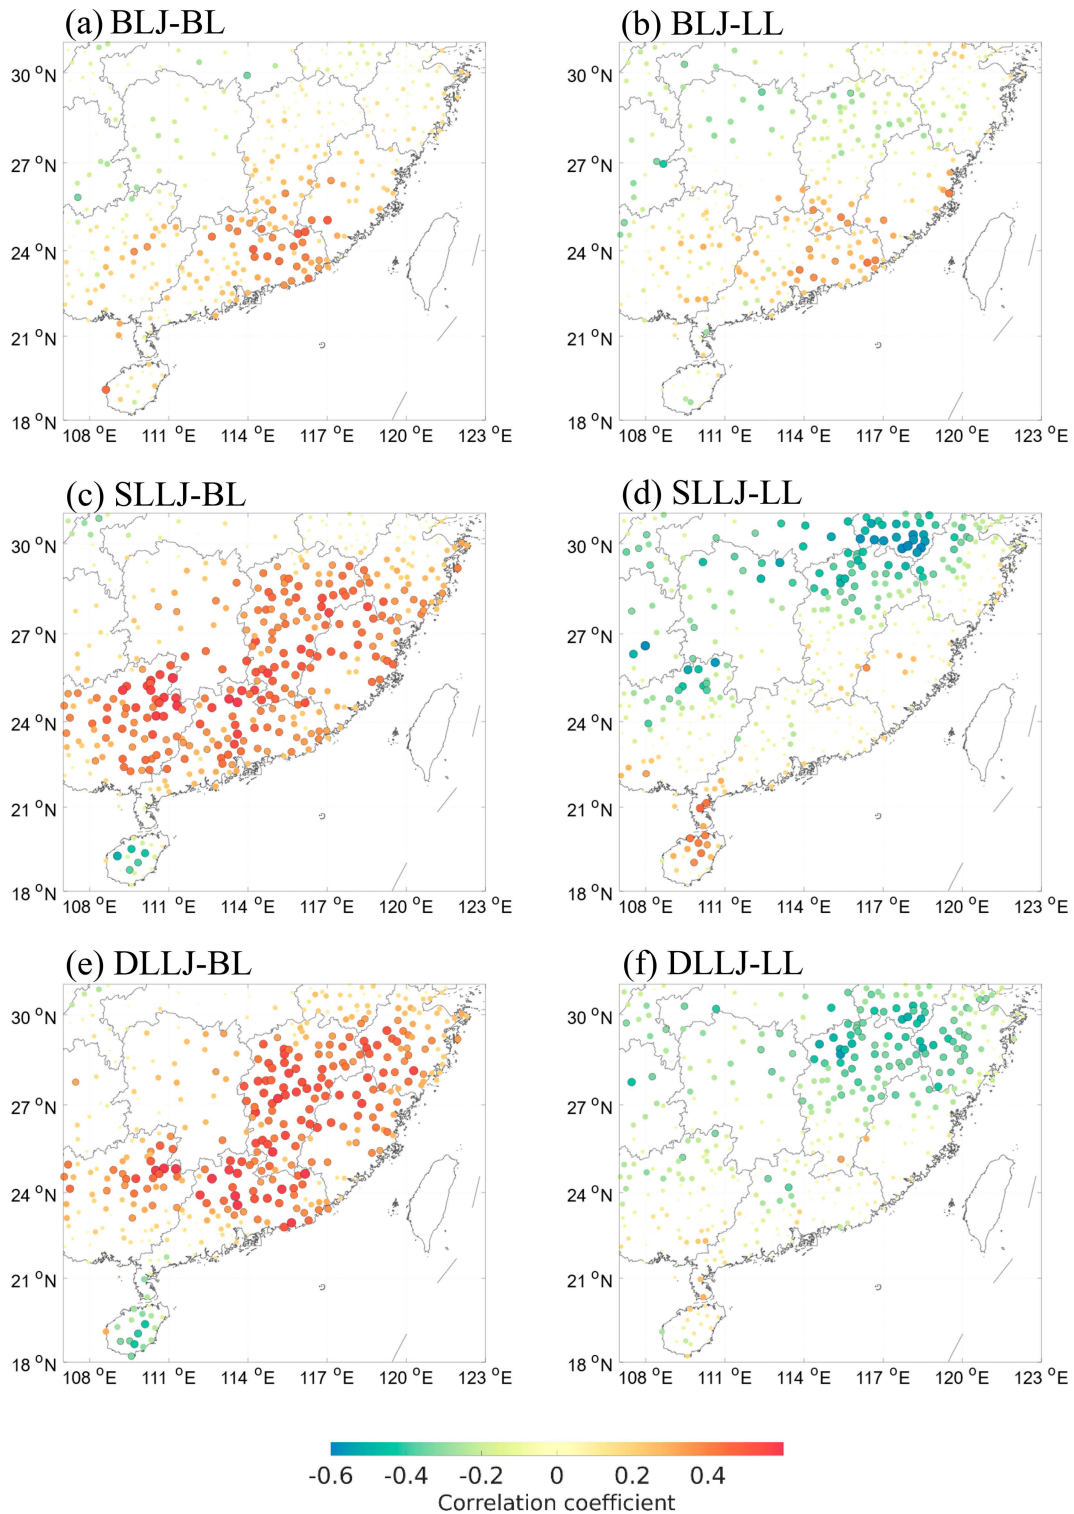 (a) BLJ-BL
(b) BLJ-LL
30 °N
27 °N
24 °N
21 °N
18 °N
108 °E 111 °E 114 °E 117 °E 120 °E 123 °E
30 °N
27 °N
24 °N
21 °N
18 °N
108 °E 111 °E 114 °E 117 °E 120 °E 123 °E
(c) SLLJ-BL
(d) SLLJ-LL
30 °N
27 °N
24 °N
21 °N
18 °N
108 °E 111 °E 114 °E 117 °E 120 °E 123 °E
30 °N
27 °N
24 °N
21 °N
18 °N
108 °E 111 °E 114 °E 117 °E 120 °E 123 °E
(e) DLLJ-BL
(f) DLLJ-LL
30 °N
27 °N
24 °N
21 °N
18 °N
108 °E 111 °E 114 °E 117 °E 120 °E 123 °E
30 °N
27 °N
24 °N
21 °N
18 °N
108 °E 111 °E 114 °E 117 °E 120 °E 123 °E
-0.6 -0.4 -0.2 0 0.2 0.4
Correlation coefficient